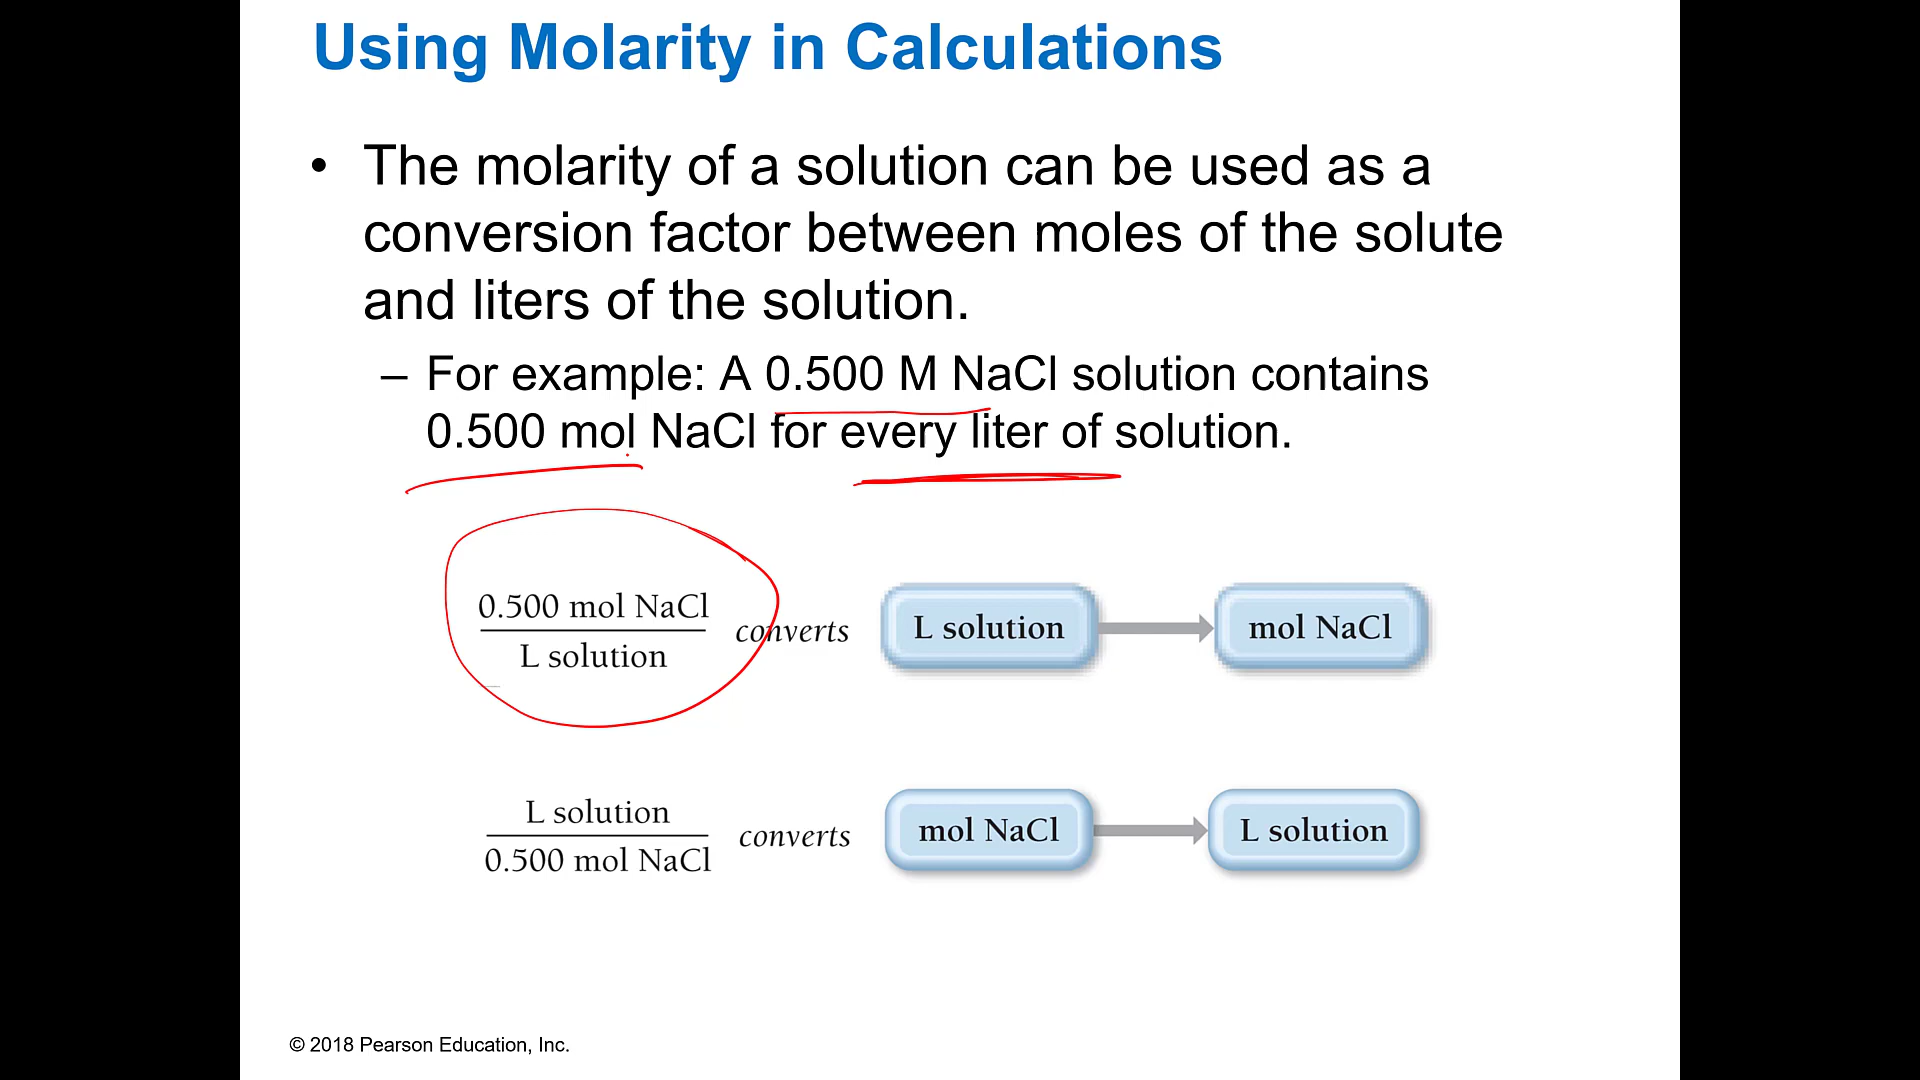 Using Molarity in Calculations
• The molarity of a solution can be used as a
conversion factor between moles of the solute
and liters of the solution.
– For example: A 0.500 M NaCl solution contains
0.500 mol NaCl for every liter of solution.
0.500 mol NaCl
L solution
converts
L solution
mol NaCl
L solution
0.500 mol NaCl
converts
mol NaCl
L solution
© 2018 Pearson Education, Inc.